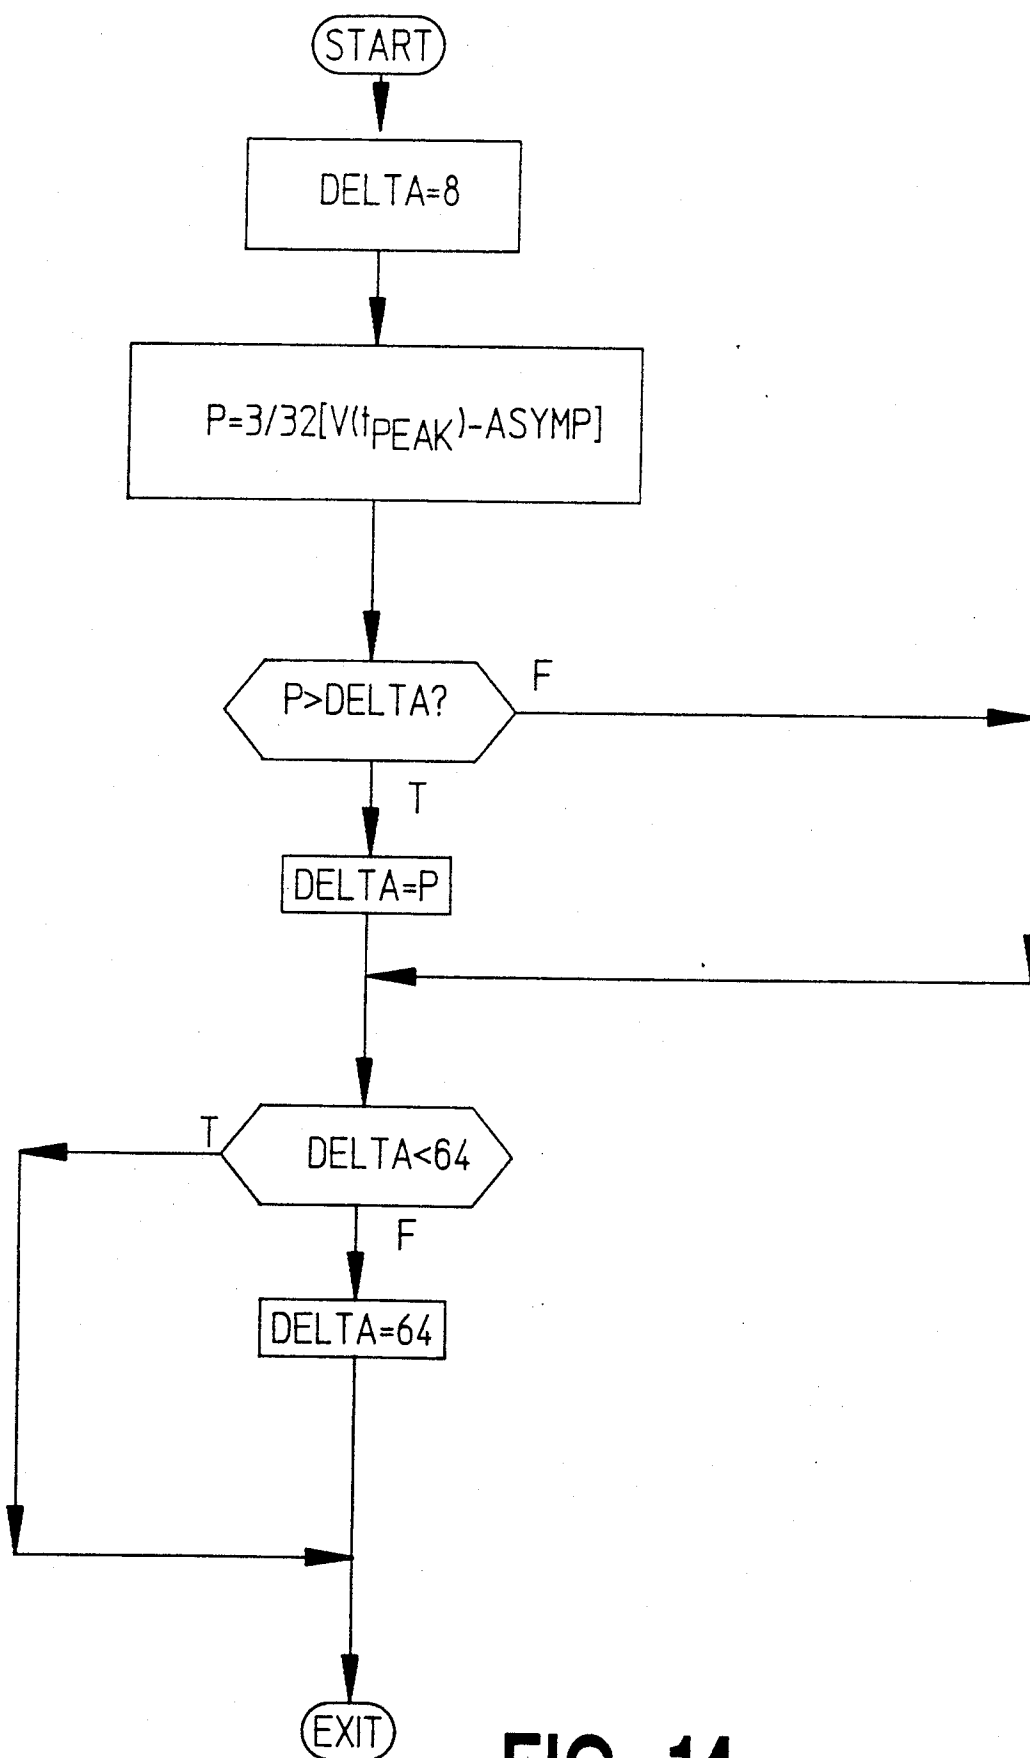 START
DELTA=8
P=3/32[V(tPEAK)-ASYMP]
P>DELTA?
F
T
DELTA=P
T
DELTA<64
F
DELTA=64
EXIT
FIG. 14